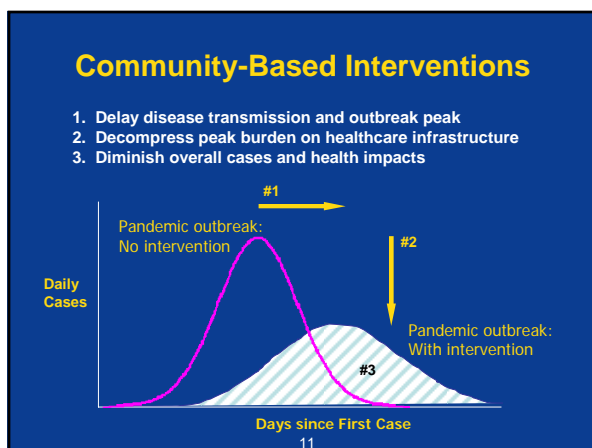 Community-Based Interventions
1. Delay disease transmission and outbreak peak
2. Decompress peak burden on healthcare infrastructure
3. Diminish overall cases and health impacts
#1
Pandemic outbreak:
No intervention
#2
Daily
Cases
Pandemic outbreak:
With intervention
#3
Days since First Case
11